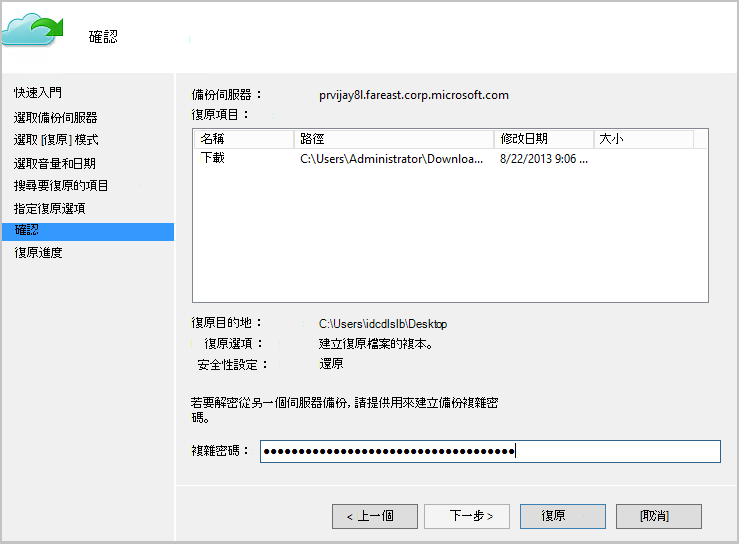 確認
快速入門
選取備份伺服器
選取 [復原] 模式
選取音量和日期
搜尋要復原的項目
指定復原選項
確認
復原進度
備份伺服器： prvijay8l.fareast.corp.microsoft.com
復原項目：
名稱 路徑 修改日期 大小
下載 C:\Users\Administrator\Downloa... 8/22/2013 9:06 ...
復原目的地： C:\Users\idcdlslb\Desktop
復原選項： 建立復原檔案的複本。
安全性設定： 還原
若要解密從另一個伺服器備份, 請提供用來建立備份複雜密
碼。
複雜密碼： ●●●●●●●●●●●●●●●●●●●●●●●●●●●●●●●●●●●●
< 上一個 下一步 > 復原 [取消]